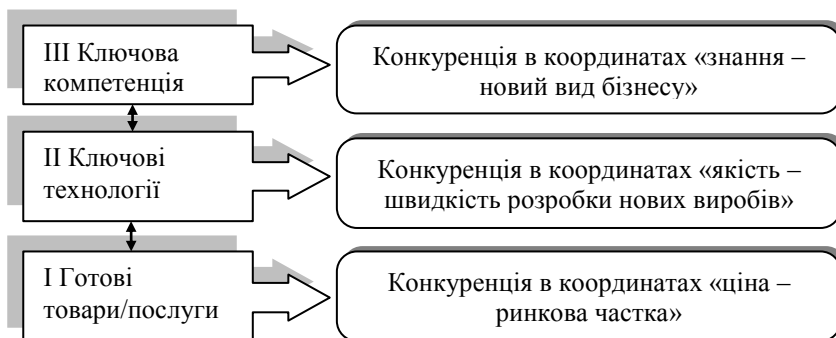 III Ключова
компетенція
Конкуренція в координатах «знання –
новий вид бізнесу»
II Ключові
технології
Конкуренція в координатах «якість –
швидкість розробки нових виробів»
I Готові
товари/послуги
Конкуренція в координатах «ціна –
ринкова частка»